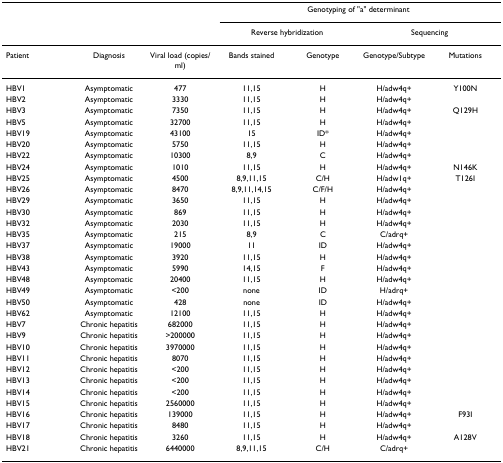 Genotyping of "a" determinant
Reverse hybridization Sequencing
Patient Diagnosis Viral load (copies/ml) Bands stained Genotype Genotype/Subtype Mutations
HBV1 Asymptomatic 477 11,15 H H/adw4q+ Y100N
HBV2 Asymptomatic 3330 11,15 H H/adw4q+
HBV3 Asymptomatic 7350 11,15 H H/adw4q+ Q129H
HBV5 Asymptomatic 32700 11,15 H H/adw4q+
HBV19 Asymptomatic 43100 15 ID* H/adw4q+
HBV20 Asymptomatic 5750 11,15 H H/adw4q+
HBV22 Asymptomatic 10300 8,9 C H/adw4q+
HBV24 Asymptomatic 1010 11,15 H H/adw4q+ N146K
HBV25 Asymptomatic 4500 8,9,11,15 C/H H/adw1q+ T126I
HBV26 Asymptomatic 8470 8,9,11,14,15 C/F/H H/adw4q+
HBV29 Asymptomatic 3650 11,15 H H/adw4q+
HBV30 Asymptomatic 869 11,15 H H/adw4q+
HBV32 Asymptomatic 2030 11,15 H H/adw4q+
HBV35 Asymptomatic 215 8,9 C C/adrq+
HBV37 Asymptomatic 19000 11 ID H/adw4q+
HBV38 Asymptomatic 3920 11,15 H H/adw4q+
HBV43 Asymptomatic 5990 14,15 F H/adw4q+
HBV48 Asymptomatic 20400 11,15 H H/adw4q+
HBV49 Asymptomatic <200 none ID H/adrq+
HBV50 Asymptomatic 428 none ID H/adw4q+
HBV62 Asymptomatic 12100 11,15 H H/adw4q+
HBV7 Chronic hepatitis 682000 11,15 H H/adw4q+
HBV9 Chronic hepatitis >200000 11,15 H H/adw4q+
HBV10 Chronic hepatitis 3970000 11,15 H H/adw4q+
HBV11 Chronic hepatitis 8070 11,15 H H/adw4q+
HBV12 Chronic hepatitis <200 11,15 H H/adw4q+
HBV13 Chronic hepatitis <200 11,15 H H/adw4q+
HBV14 Chronic hepatitis <200 11,15 H H/adw4q+
HBV15 Chronic hepatitis 2560000 11,15 H H/adw4q+
HBV16 Chronic hepatitis 139000 11,15 H H/adw4q+ F93I
HBV17 Chronic hepatitis 8480 11,15 H H/adw4q+
HBV18 Chronic hepatitis 3260 11,15 H H/adw4q+ A128V
HBV21 Chronic hepatitis 6440000 8,9,11,15 C/H C/adrq+